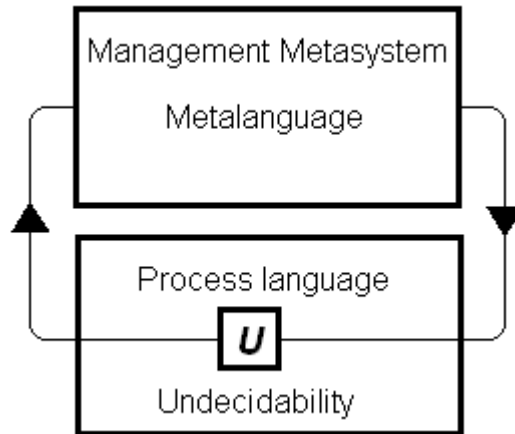 Management Metasystem
Metalanguage
Process language
U
Undecidability